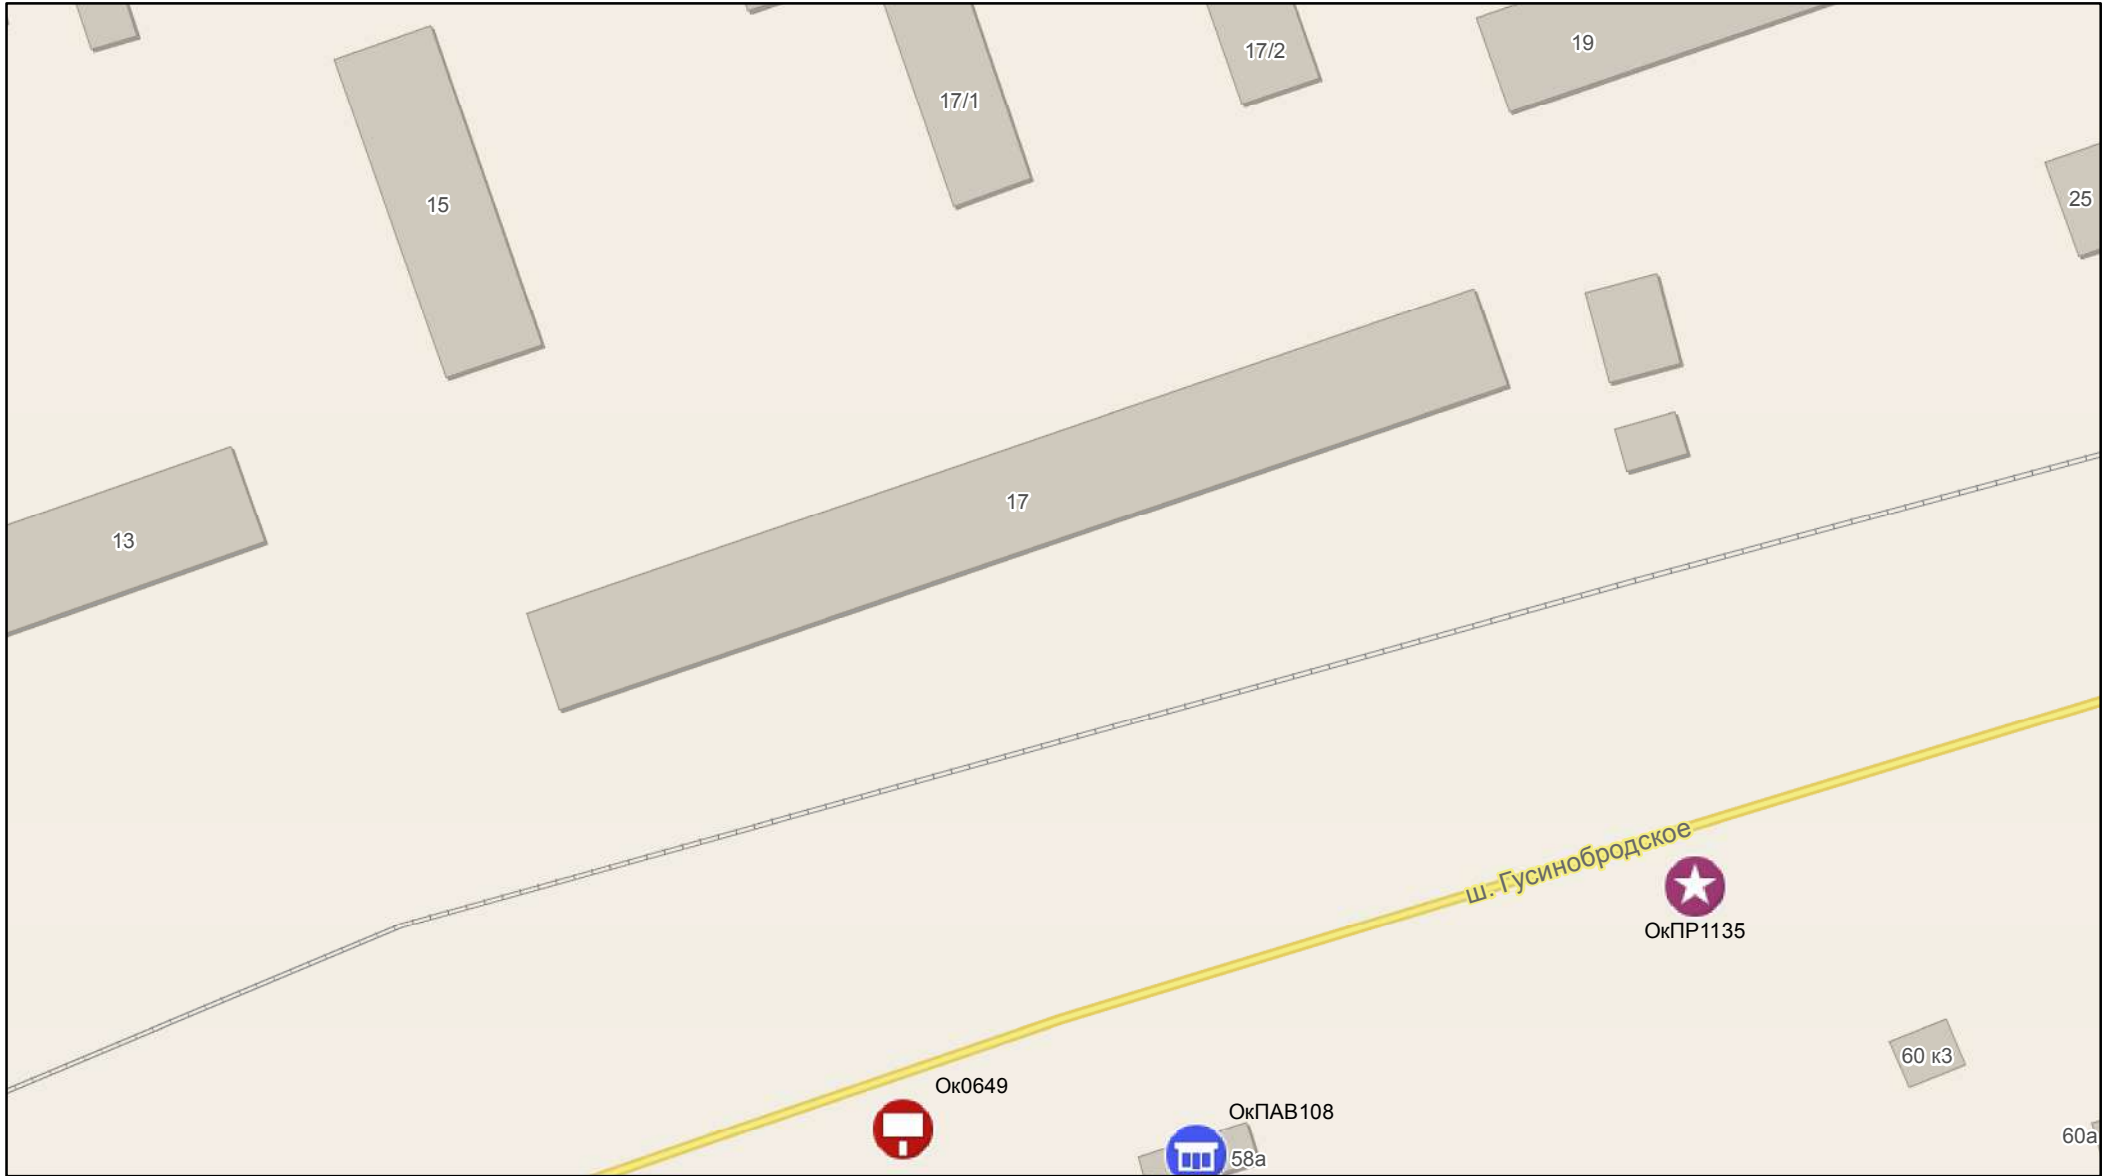 19
17/2
17/1
25
15
17
13
ш. Гусинобродское
ОкПР1135
60 к3
Ок0649
ОкПАВ108
60а
58а